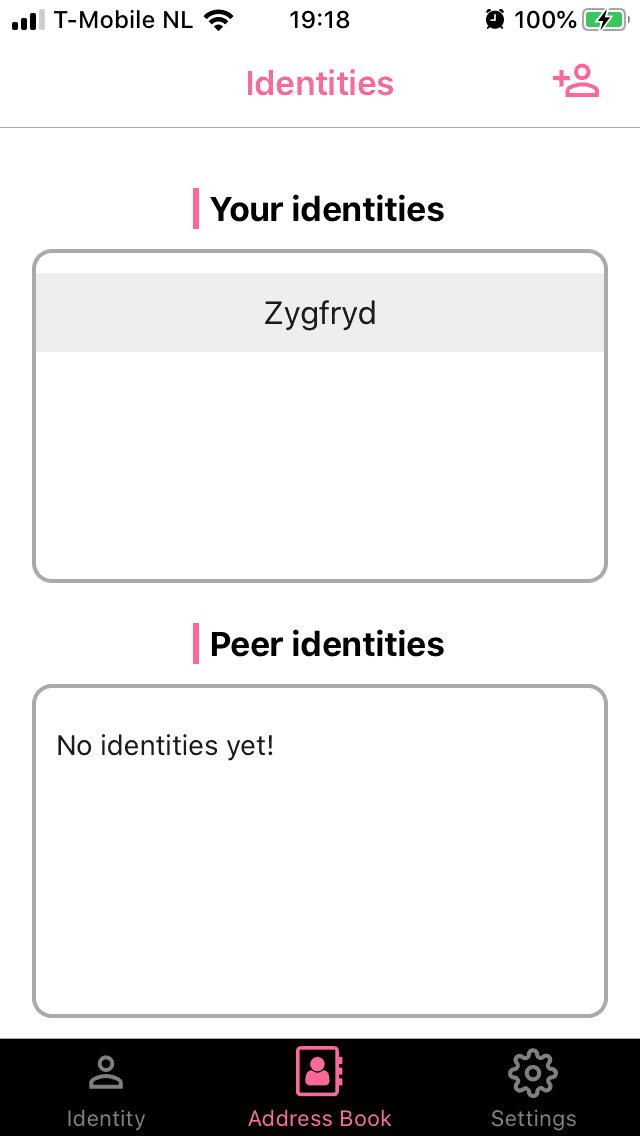 T-Mobile NL 19:18 100%
Identities
Your identities
Zygfryd
Peer identities
No identities yet!
Identity Address Book Settings